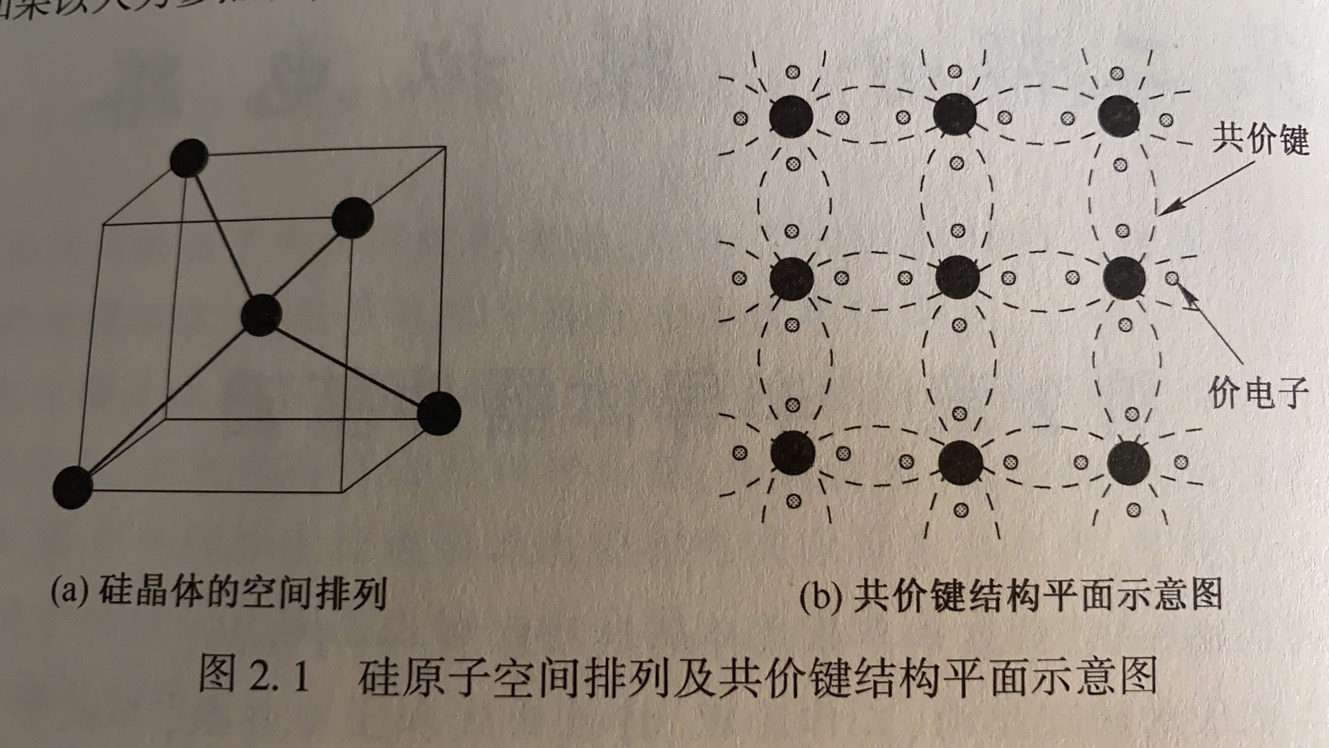 共价键
价电子
(a) 硅晶体的空间排列
(b) 共价键结构平面示意图
图 2.1 硅原子空间排列及共价键结构平面示意图